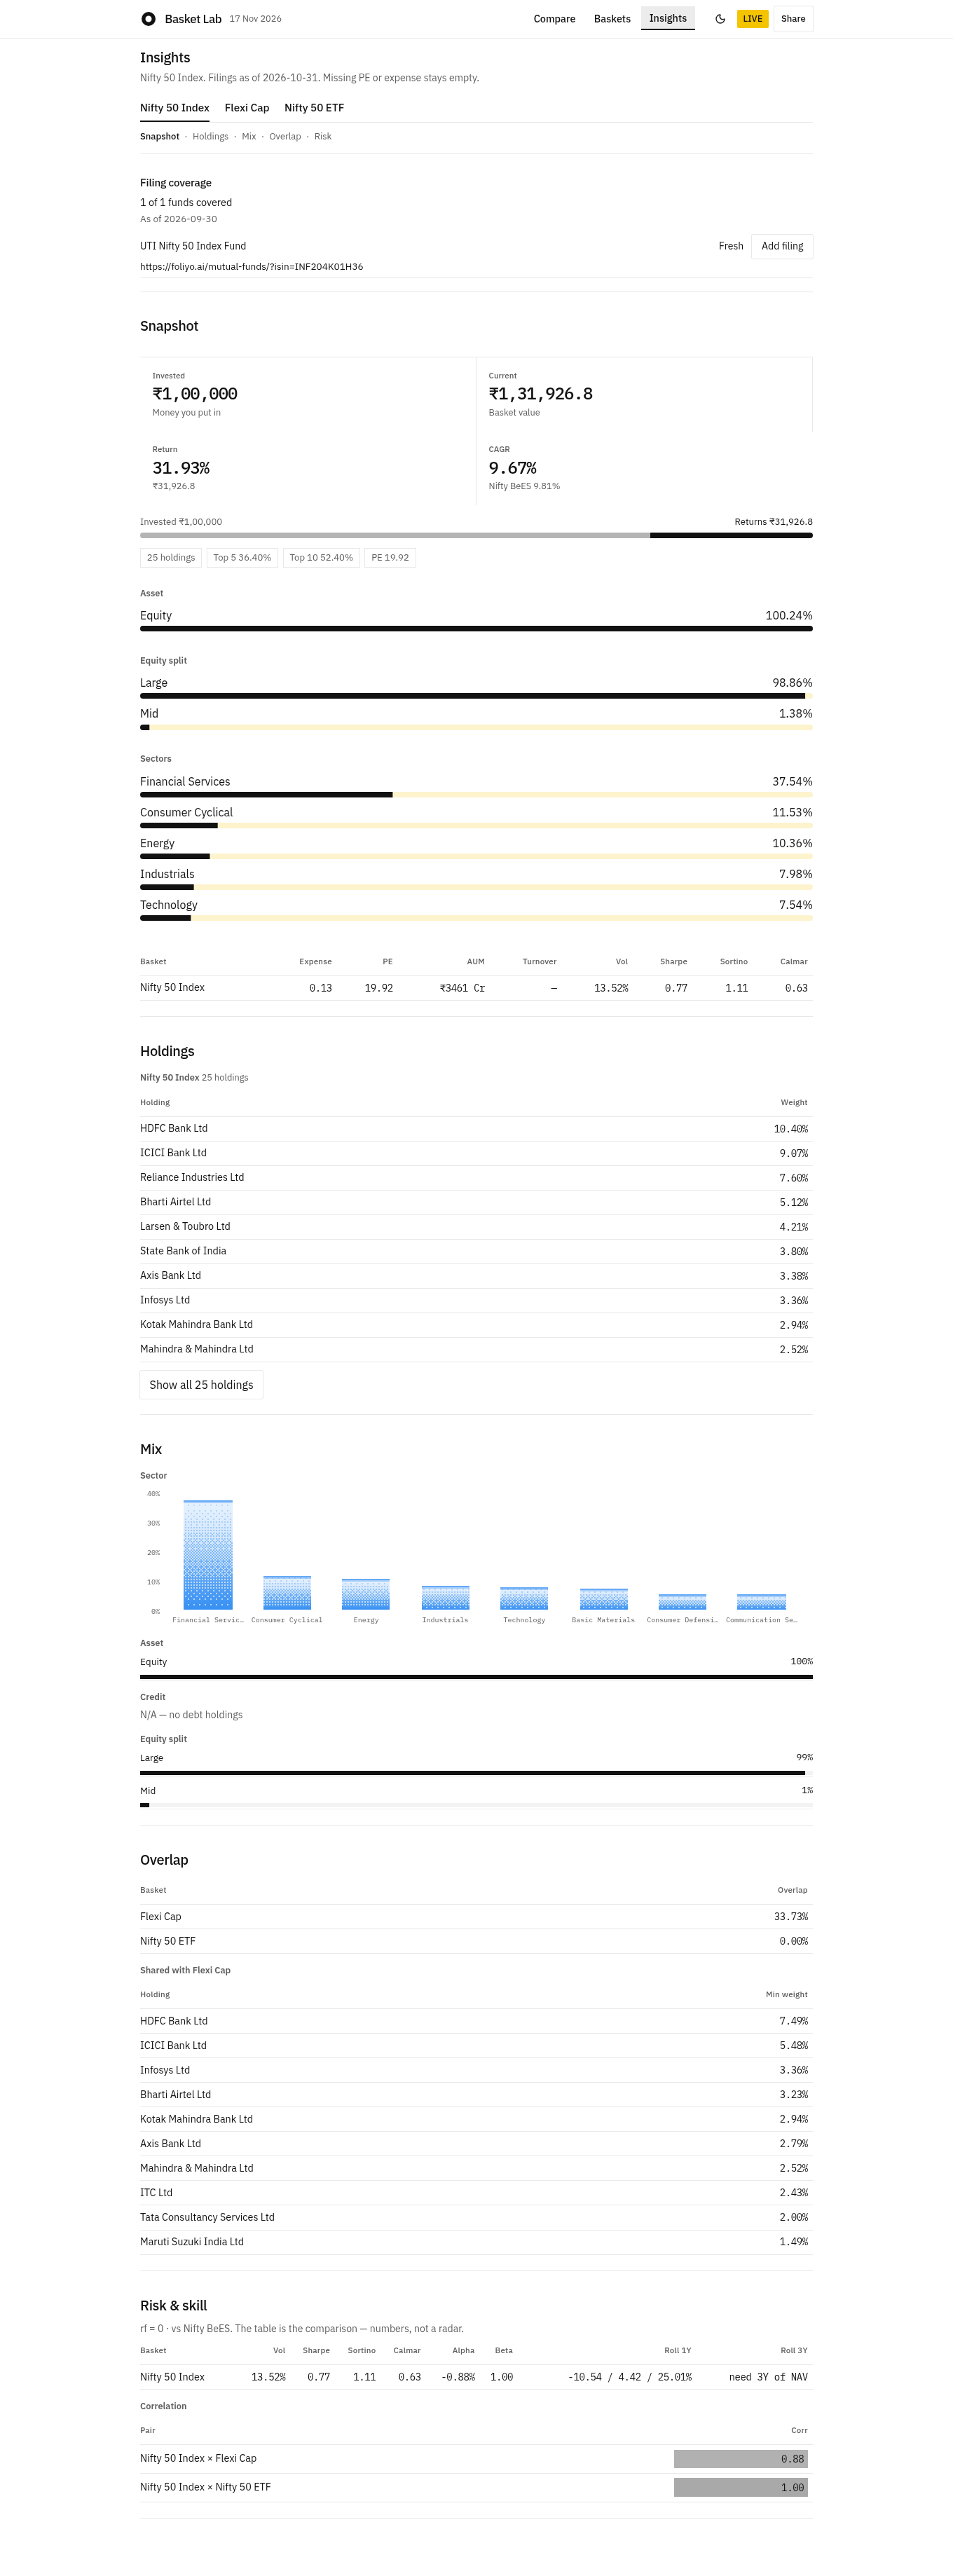 Basket Lab 17 Nov 2026 Compare Baskets Insights LIVE Share
Insights
Nifty 50 Index. Filings as of 2026-10-31. Missing PE or expense stays empty.
Nifty 50 Index Flexi Cap Nifty 50 ETF
Snapshot · Holdings · Mix · Overlap · Risk
Filing coverage
1 of 1 funds covered
As of 2026-09-30
UTI Nifty 50 Index Fund Fresh Add filing
https://foliyo.ai/mutual-funds/?isin=INF204K01H36
Snapshot
Invested Current
₹1,00,000 ₹1,31,926.8
Money you put in Basket value
Return CAGR
31.93% 9.67%
₹31,926.8 Nifty BeES 9.81%
Invested ₹1,00,000 Returns ₹31,926.8
25 holdings Top 5 36.40% Top 10 52.40% PE 19.92
Asset
Equity 100.24%
Equity split
Large 98.86%
Mid 1.38%
Sectors
Financial Services 37.54%
Consumer Cyclical 11.53%
Energy 10.36%
Industrials 7.98%
Technology 7.54%
Basket Expense PE AUM Turnover Vol Sharpe Sortino Calmar
Nifty 50 Index 0.13 19.92 ₹3461 Cr — 13.52% 0.77 1.11 0.63
Holdings
Nifty 50 Index 25 holdings
Holding Weight
HDFC Bank Ltd 10.40%
ICICI Bank Ltd 9.07%
Reliance Industries Ltd 7.60%
Bharti Airtel Ltd 5.12%
Larsen & Toubro Ltd 4.21%
State Bank of India 3.80%
Axis Bank Ltd 3.38%
Infosys Ltd 3.36%
Kotak Mahindra Bank Ltd 2.94%
Mahindra & Mahindra Ltd 2.52%
Show all 25 holdings
Mix
Sector
40%
30%
20%
10%
0%
Financial Servic… Consumer Cyclical Energy Industrials Technology Basic Materials Consumer Defensi… Communication Se…
Asset
Equity 100%
Credit
N/A — no debt holdings
Equity split
Large 99%
Mid 1%
Overlap
Basket Overlap
Flexi Cap 33.73%
Nifty 50 ETF 0.00%
Shared with Flexi Cap
Holding Min weight
HDFC Bank Ltd 7.49%
ICICI Bank Ltd 5.48%
Infosys Ltd 3.36%
Bharti Airtel Ltd 3.23%
Kotak Mahindra Bank Ltd 2.94%
Axis Bank Ltd 2.79%
Mahindra & Mahindra Ltd 2.52%
ITC Ltd 2.43%
Tata Consultancy Services Ltd 2.00%
Maruti Suzuki India Ltd 1.49%
Risk & skill
rf = 0 · vs Nifty BeES. The table is the comparison — numbers, not a radar.
Basket Vol Sharpe Sortino Calmar Alpha Beta Roll 1Y Roll 3Y
Nifty 50 Index 13.52% 0.77 1.11 0.63 -0.88% 1.00 -10.54 / 4.42 / 25.01% need 3Y of NAV
Correlation
Pair Corr
Nifty 50 Index × Flexi Cap 0.88
Nifty 50 Index × Nifty 50 ETF 1.00